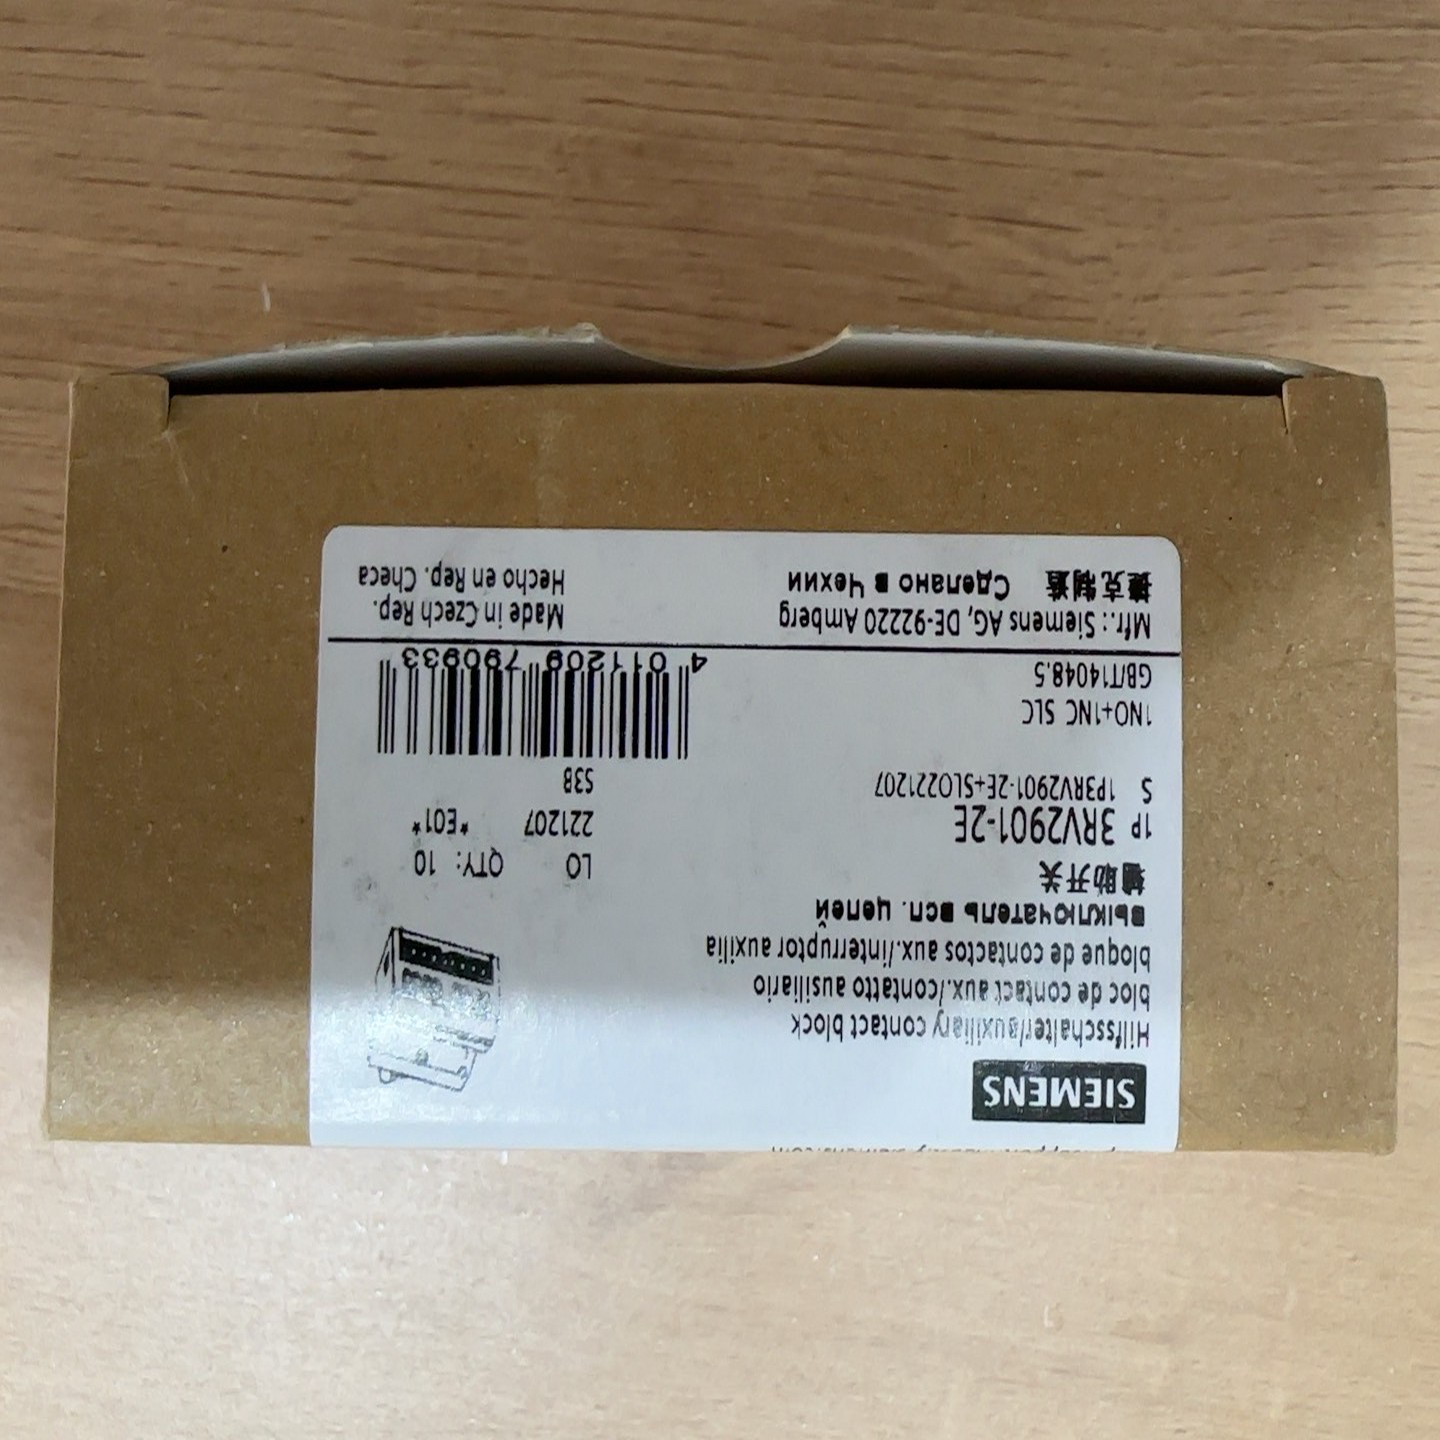 SIEMENS
Hilfsschalter/auxiliary contact block
bloc de contact aux./contatto ausiliario
bloque de contactos aux./interruptor auxilia
выключатель всп. цепей
辅助开关
LO QTY: 10
1P 3RV2901-2E
221207 *E01*
S 1P3RV2901-2E+SLO221207
S3B
1NO+1NC SLC
GB/T14048.5
4 011209 790933
Mfr.: Siemens AG, DE-92220 Amberg
Made in Czech Rep.
捷克制造 Сделано в Чехии
Hecho en Rep. Checa